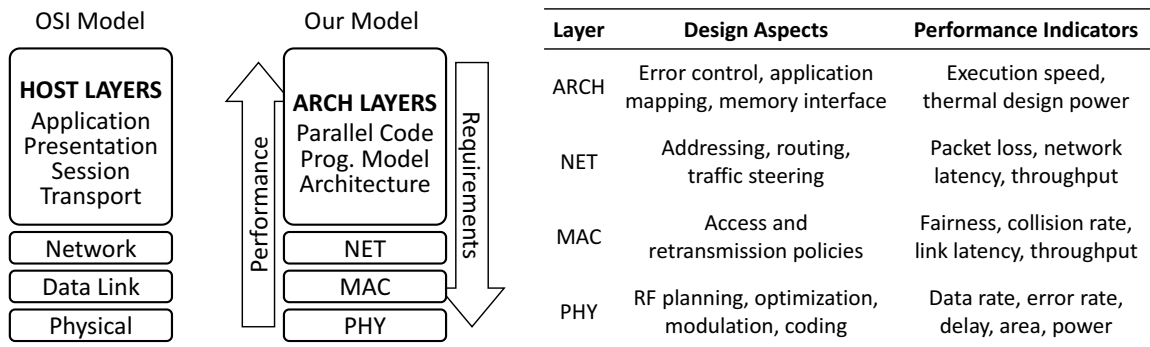 OSI Model
HOST LAYERS
Application
Presentation
Session
Transport
Network
Data Link
Physical
Performance
Our Model
ARCH LAYERS
Parallel Code
Prog. Model
Architecture
NET
MAC
PHY
Requirements
Layer Design Aspects Performance Indicators
ARCH Error control, application mapping, memory interface Execution speed, thermal design power
NET Addressing, routing, traffic steering Packet loss, network latency, throughput
MAC Access and retransmission policies Fairness, collision rate, link latency, throughput
PHY RF planning, optimization, modulation, coding Data rate, error rate, delay, area, power